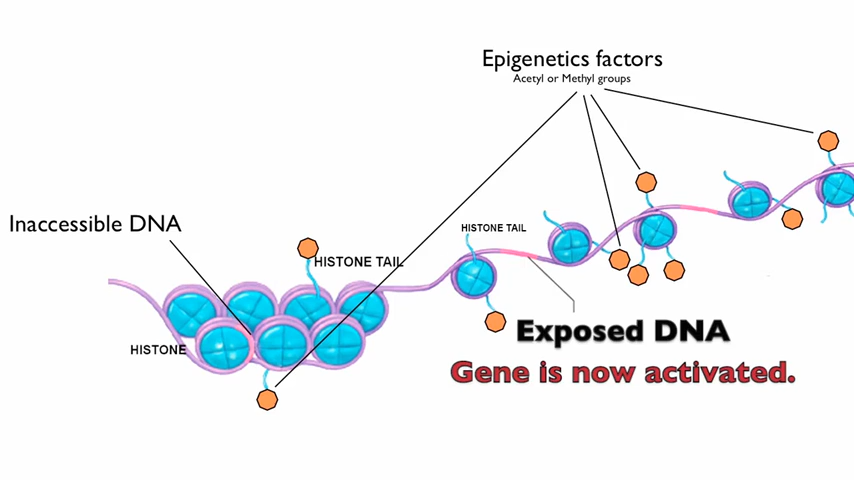 Epigenetics factors
Acetyl or Methyl groups
Inaccessible DNA
HISTONE TAIL
HISTONE TAIL
HISTONE
Exposed DNA
Gene is now activated.